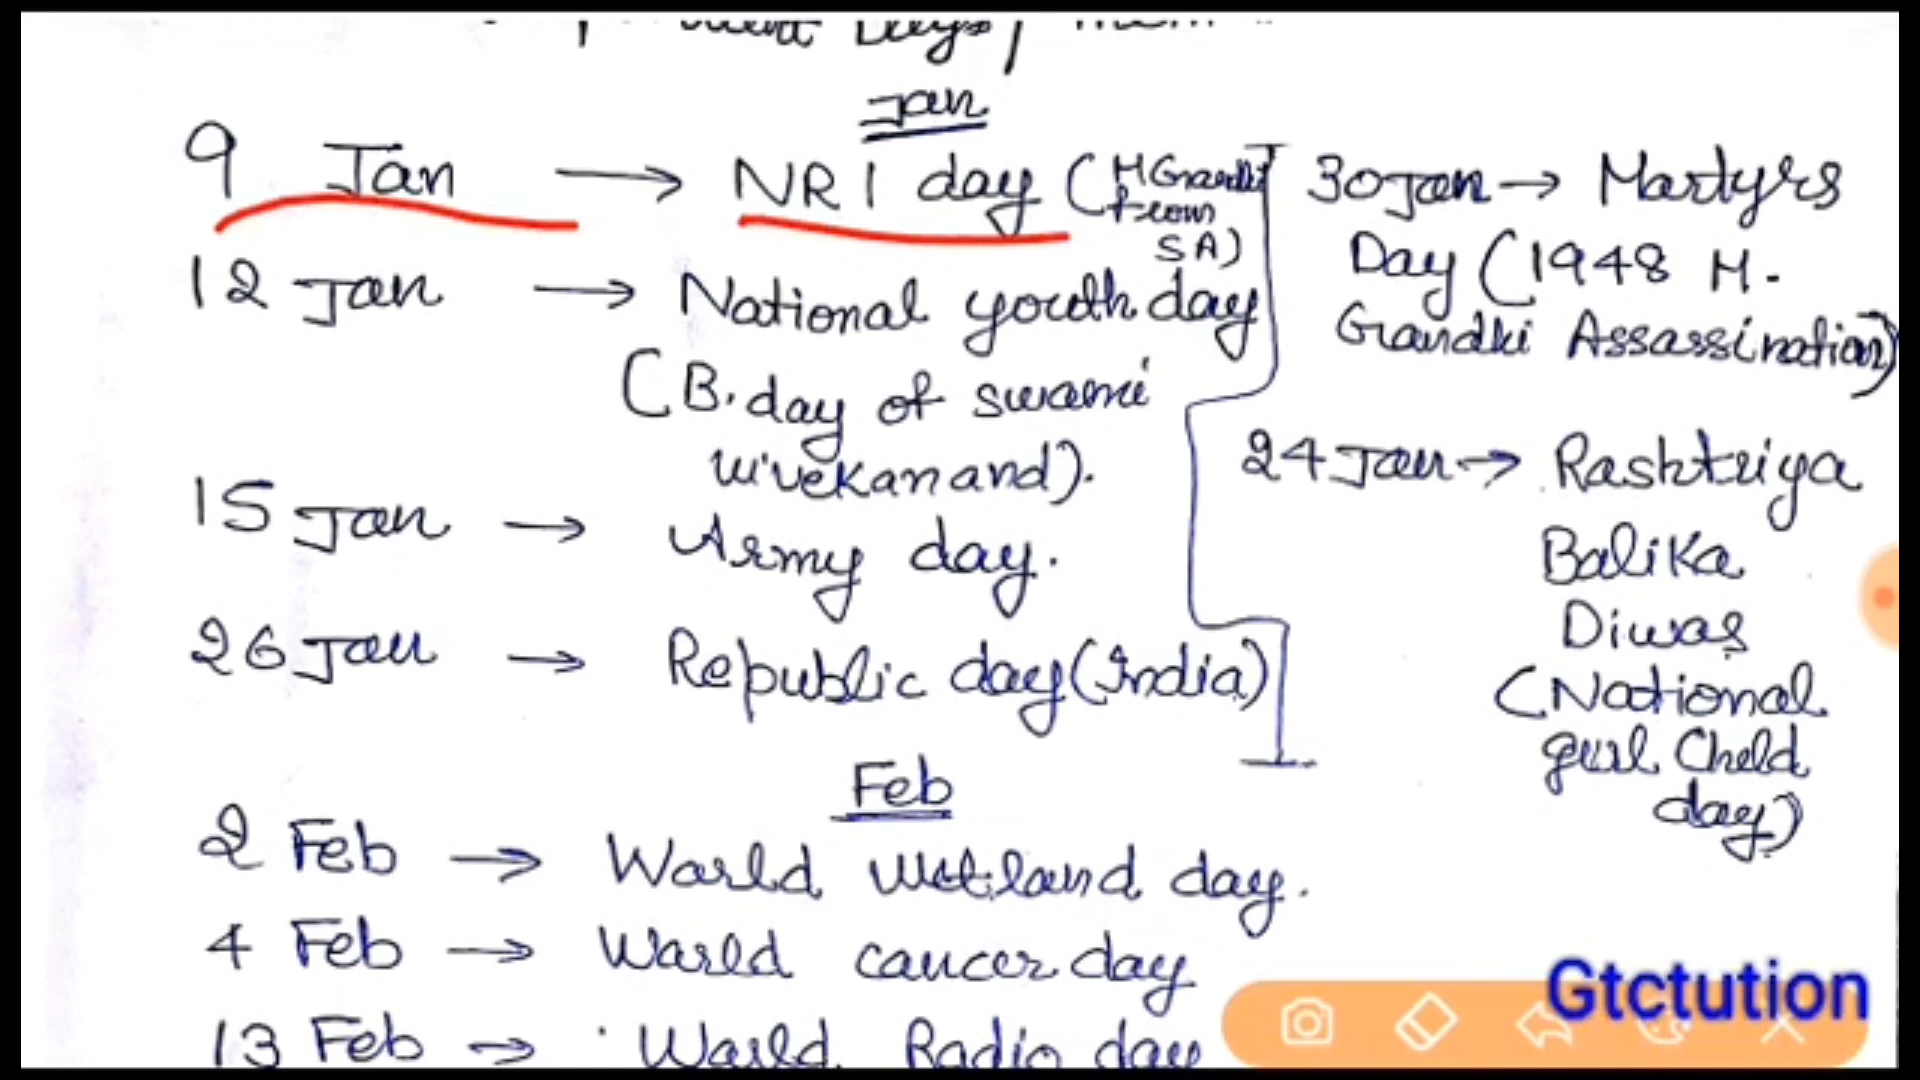 Jan
9 Jan → NRI day (M Gandhi
from
SA)
12 Jan → National youth day
(B. day of swami
vivekanand).
15 Jan → Army day.
26 Jan → Republic day (India)
30 Jan → Martyrs
Day (1948 M.
Gandhi Assassination)
24 Jan → Rashtriya
Balika
Diwas
(National
girl Child
day)
Feb
2 Feb → World wetland day.
4 Feb → World cancer day
13 Feb → World Radio day
Gtctution